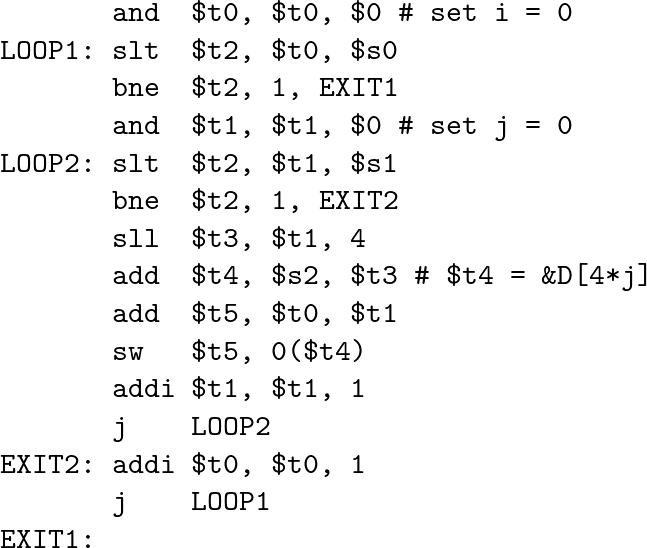 and $t0, $t0, $0 # set i = 0
LOOP1: slt $t2, $t0, $s0
bne $t2, 1, EXIT1
and $t1, $t1, $0 # set j = 0
LOOP2: slt $t2, $t1, $s1
bne $t2, 1, EXIT2
sll $t3, $t1, 4
add $t4, $s2, $t3 # $t4 = &D[4*j]
add $t5, $t0, $t1
sw $t5, 0($t4)
addi $t1, $t1, 1
j LOOP2
EXIT2: addi $t0, $t0, 1
j LOOP1
EXIT1: